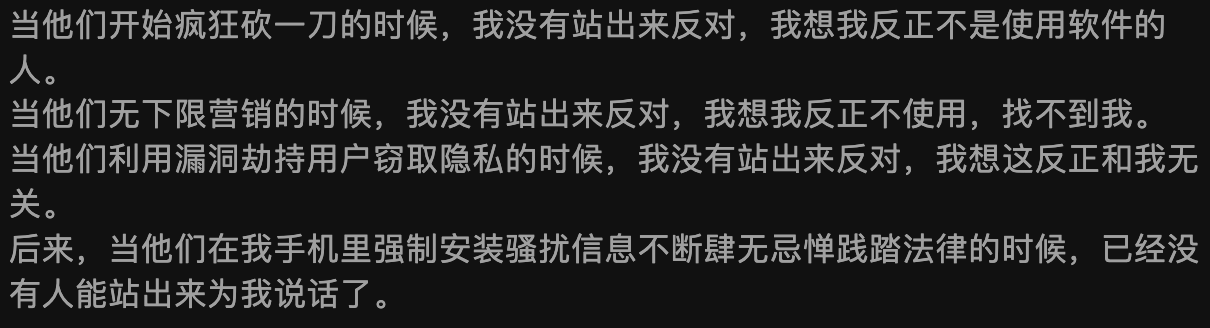 当他们开始疯狂砍一刀的时候，我没有站出来反对，我想我反正不是使用软件的
人。
当他们无下限营销的时候，我没有站出来反对，我想我反正不使用，找不到我。
当他们利用漏洞劫持用户窃取隐私的时候，我没有站出来反对，我想这反正和我无
关。
后来，当他们在我手机里强制安装骚扰信息不断肆无忌惮践踏法律的时候，已经没
有人能站出来为我说话了。